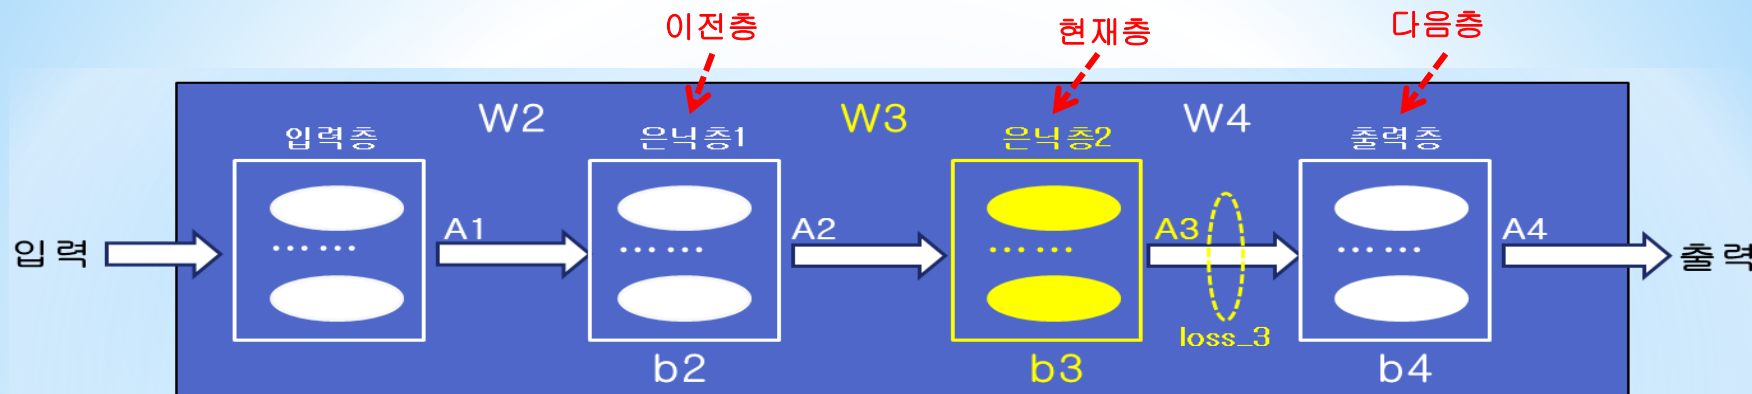 이전층 현재층 다음층
W2 W3 W4
입력층 은닉층1 은닉층2 출력층
A1 A2 A3 A4
입력 …… …… …… …… 출력
loss_3
b2 b3 b4